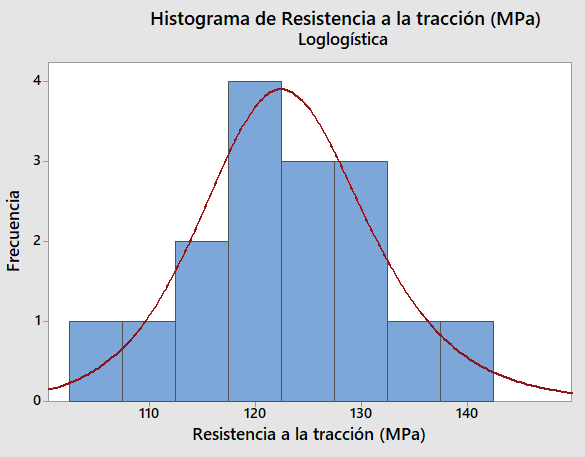 Histograma de Resistencia a la tracción (MPa)
Loglogística
Frecuencia
4
3
2
1
0
110 120 130 140
Resistencia a la tracción (MPa)